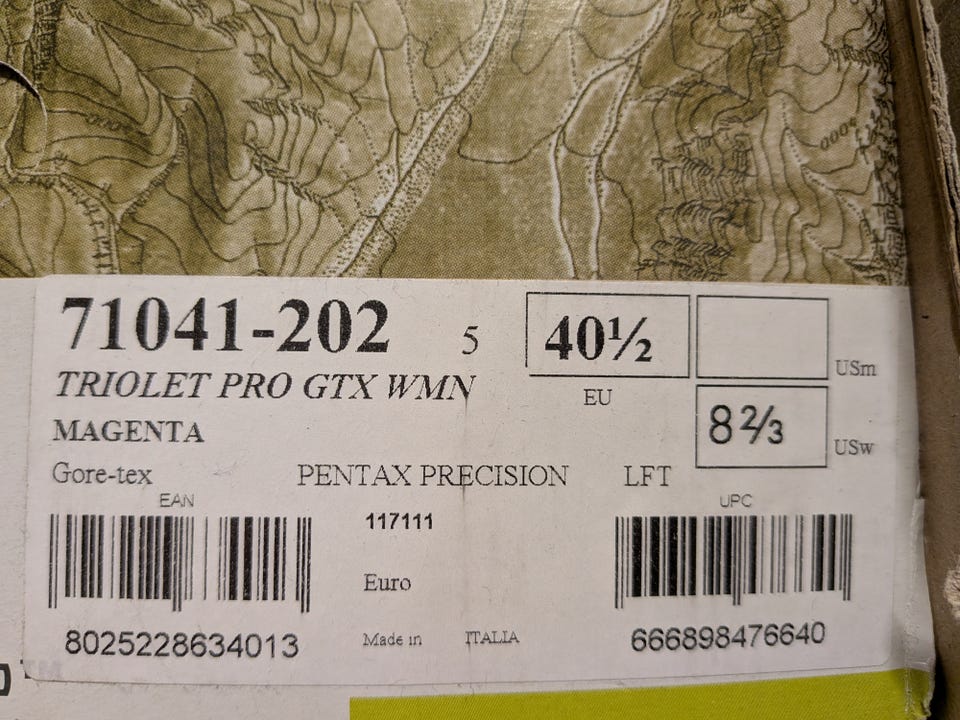 71041-202 5 40½ USm
TRIOLET PRO GTX WMN EU
MAGENTA 8⅔ USw
Gore-tex PENTAX PRECISION LFT
EAN UPC
117111
Euro
8025228634013 Made in ITALIA 666898476640